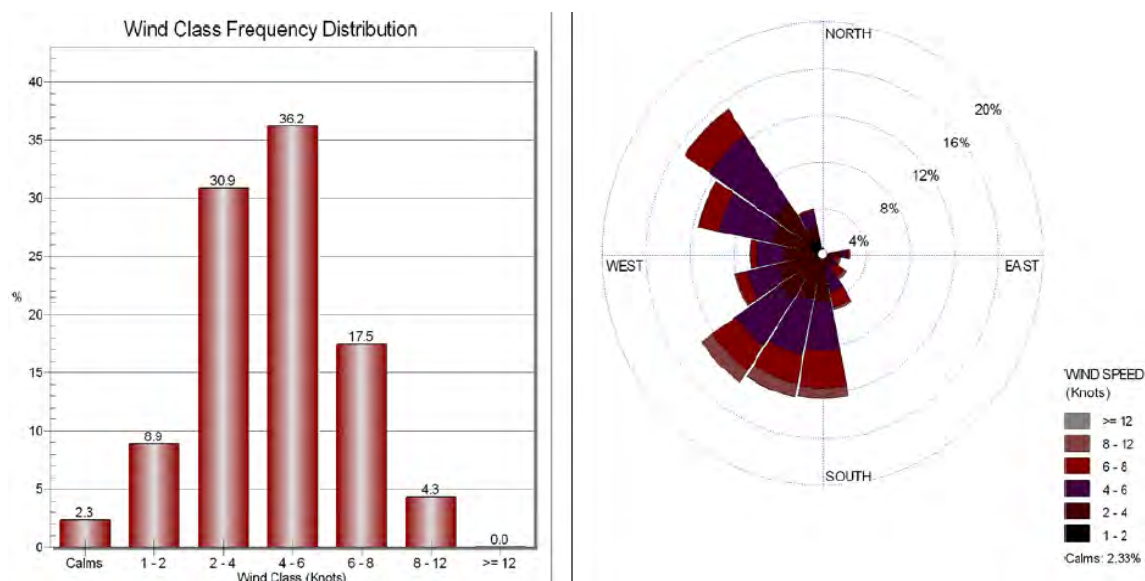 Wind Class Frequency Distribution
40
35
30
25
20
15
10
5
0
%
2.3
8.9
30.9
36.2
17.5
4.3
0.0
Calms
1 - 2
2 - 4
4 - 6
6 - 8
8 - 12
>= 12
Wind Class (Knots)
NORTH
20%
16%
12%
8%
4%
WEST
EAST
SOUTH
WIND SPEED
(Knots)
>= 12
8 - 12
6 - 8
4 - 6
2 - 4
1 - 2
Calms: 2.33%